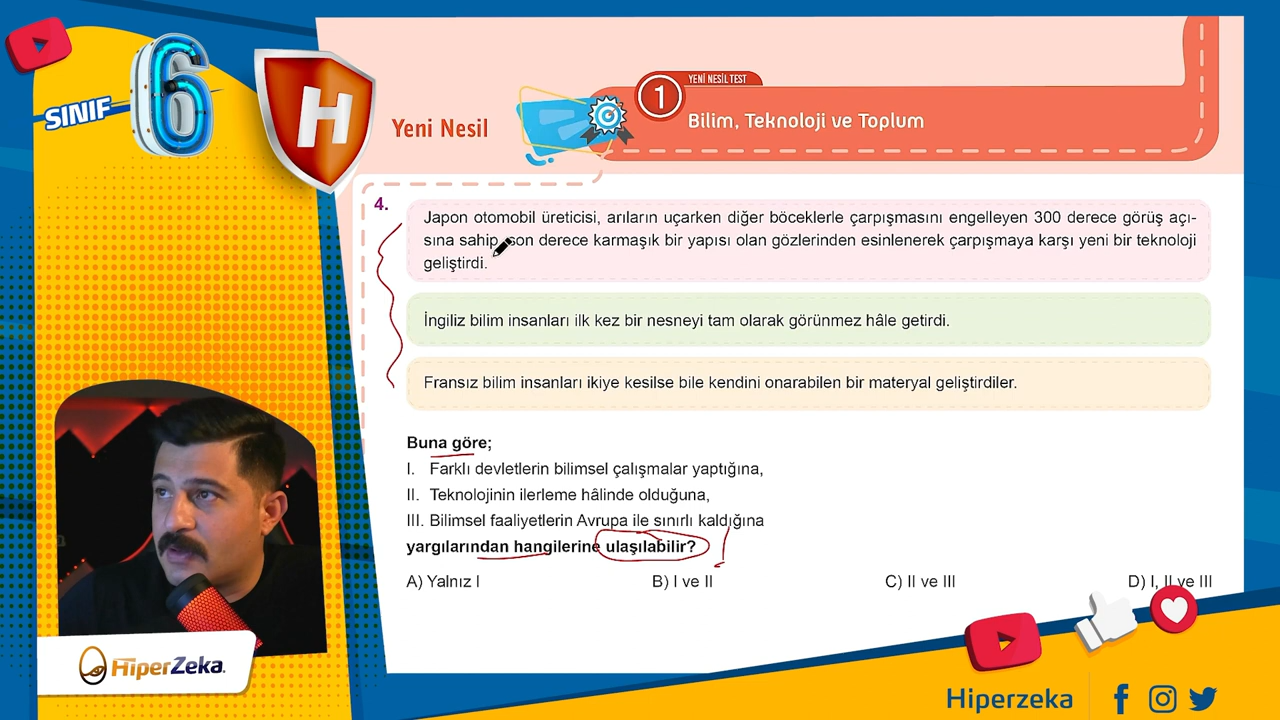 SINIF
6
H
Yeni Nesil
1
YENİ NESİL TEST
Bilim, Teknoloji ve Toplum
4.
Japon otomobil üreticisi, arıların uçarken diğer böceklerle çarpışmasını engelleyen 300 derece görüş açı-
sına sahip, son derece karmaşık bir yapısı olan gözlerinden esinlenerek çarpışmaya karşı yeni bir teknoloji
geliştirdi.
İngiliz bilim insanları ilk kez bir nesneyi tam olarak görünmez hâle getirdi.
Fransız bilim insanları ikiye kesilse bile kendini onarabilen bir materyal geliştirdiler.
Buna göre;
I. Farklı devletlerin bilimsel çalışmalar yaptığına,
II. Teknolojinin ilerleme hâlinde olduğuna,
III. Bilimsel faaliyetlerin Avrupa ile sınırlı kaldığına
yargılarından hangilerine ulaşılabilir?
A) Yalnız I B) I ve II C) II ve III D) I, II ve III
HiperZeka.
Hiperzeka